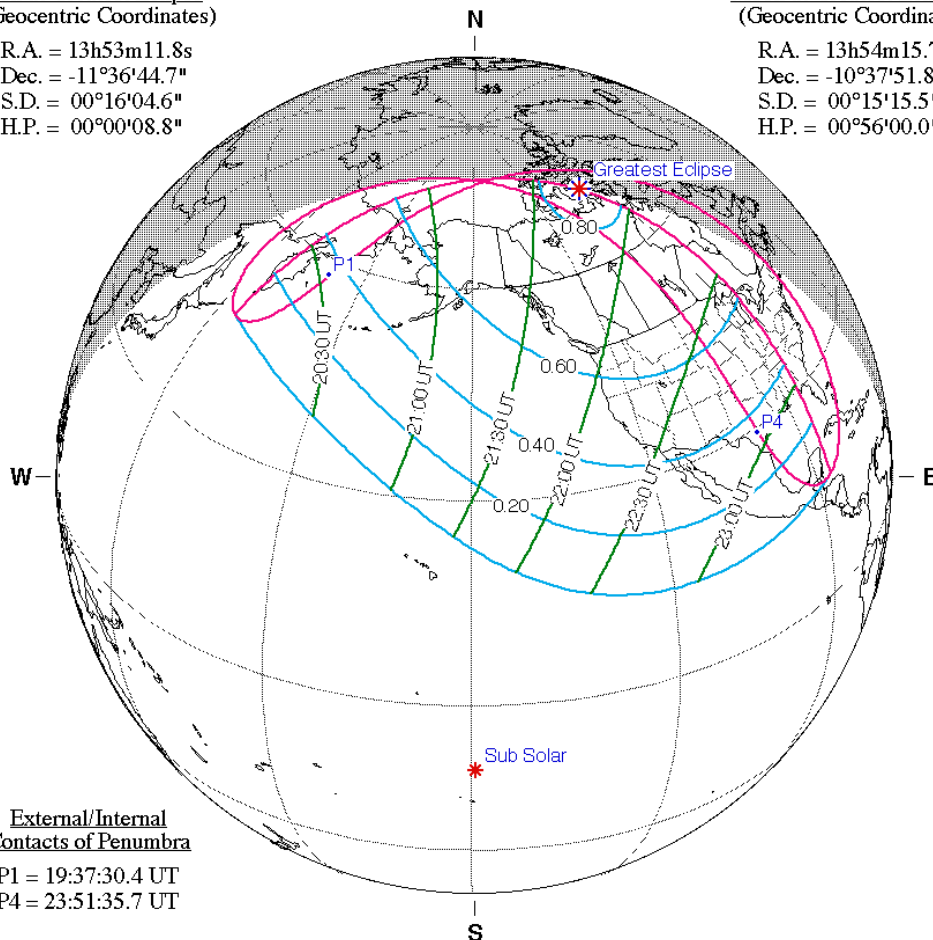 Geocentric Coordinates)
R.A. = 13h53m11.8s
Dec. = -11°36'44.7"
S.D. = 00°16'04.6"
H.P. = 00°00'08.8"
N
(Geocentric Coordina
R.A. = 13h54m15.7
Dec. = -10°37'51.8
S.D. = 00°15'15.5"
H.P. = 00°56'00.0"
Greatest Eclipse
0.80
P1
20:30 UT
21:00 UT
21:30 UT
22:00 UT
22:30 UT
23:00 UT
0.60
0.40
0.20
P4
W
E
Sub Solar
External/Internal
Contacts of Penumbra
P1 = 19:37:30.4 UT
P4 = 23:51:35.7 UT
S